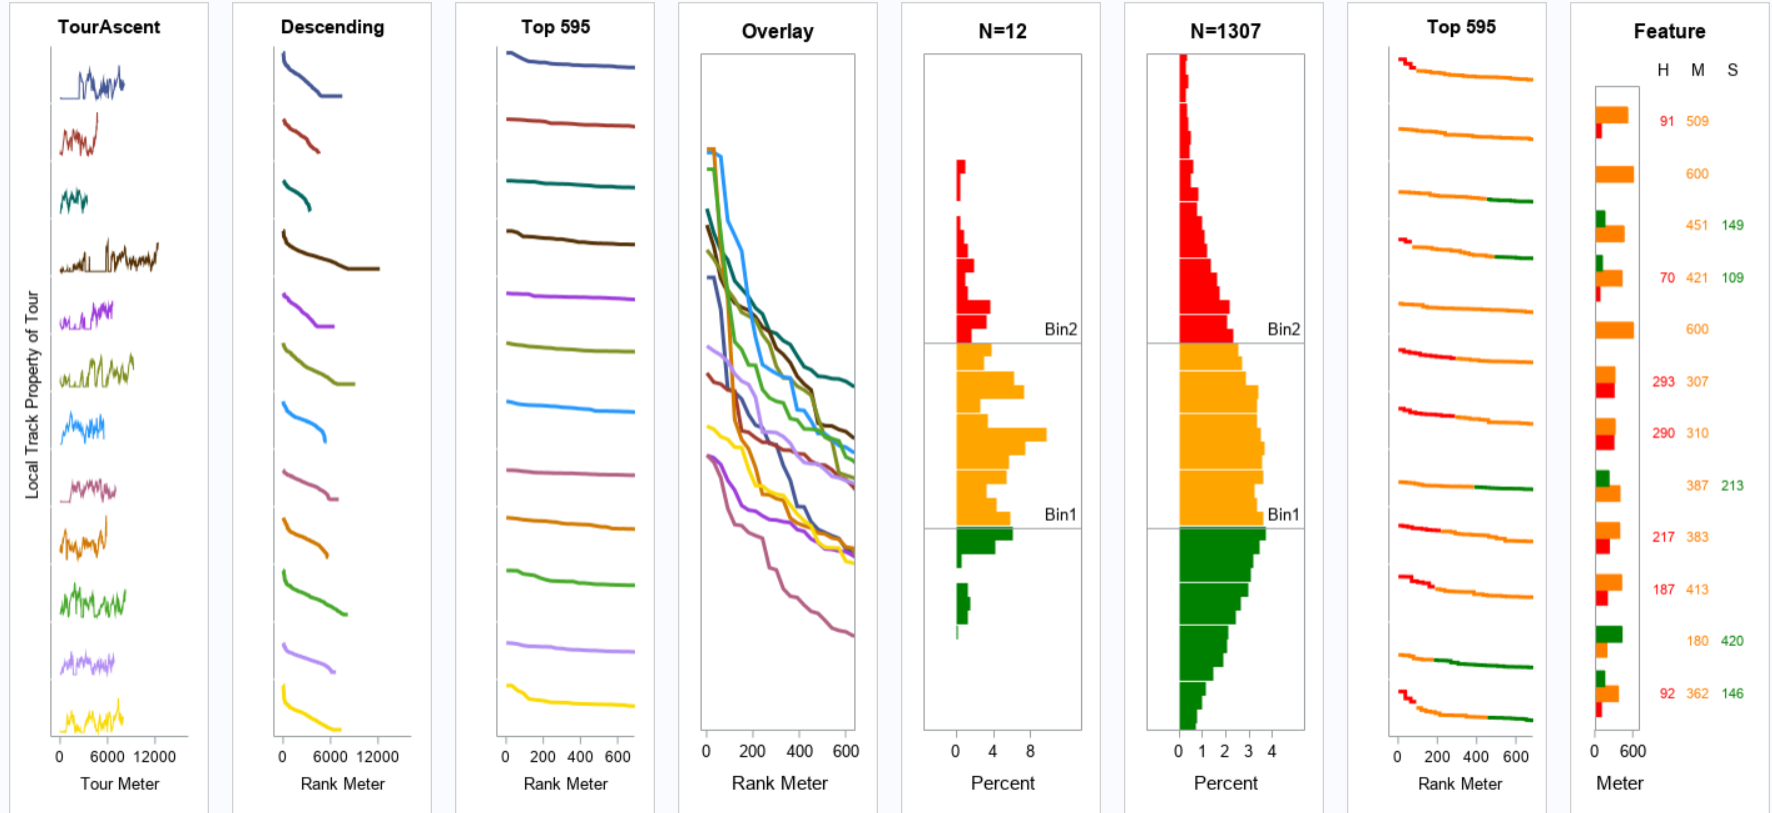 TourAscent
Descending
Top 595
Overlay
N=12
N=1307
Top 595
Feature
H M S
91 509
600
451 149
70 421 109
600
293 307
290 310
387 213
217 383
187 413
180 420
92 362 146
Bin2
Bin1
Bin2
Bin1
Local Track Property of Tour
0 6000 12000
Tour Meter
0 6000 12000
Rank Meter
0 200 400 600
Rank Meter
0 200 400 600
Rank Meter
0 4 8
Percent
0 1 2 3 4
Percent
0 200 400 600
Rank Meter
0 600
Meter